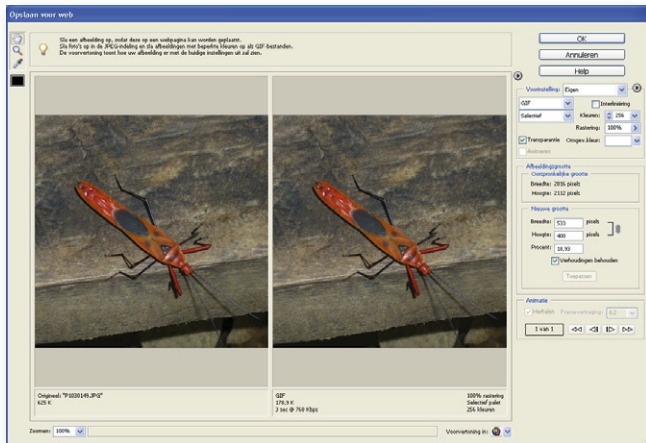 Opslaan voor web
Sla een afbeelding op, zodat deze op een webpagina kan worden geplaatst.
Sla foto's op in de JPEG-indeling en sla afbeeldingen met beperkte kleuren op als GIF-bestanden.
De voorvertoning toont hoe uw afbeelding er met de huidige instellingen uit zal zien.
OK
Annuleren
Help
Voorinstelling: Eigen
GIF
Interliniëring
Selectief
Kleuren: 256
Rastering: 100%
Transparantie
Omgev.kleur:
Animeren
Afbeeldingsgrootte
Oorspronkelijke grootte
Breedte: 2816 pixels
Hoogte: 2112 pixels
Nieuwe grootte
Breedte: 533 pixels
Hoogte: 400 pixels
Procent: 18,93
Verhoudingen behouden
Toepassen
Animatie
Herhalen
Framevertraging: 0.2
1 van 1
Origineel: "P1030149.JPG"
625 K
GIF
178,9 K
3 sec @ 768 Kbps
100% rastering
Selectief palet
256 kleuren
Zoomen: 100%
Voorvertoning in: